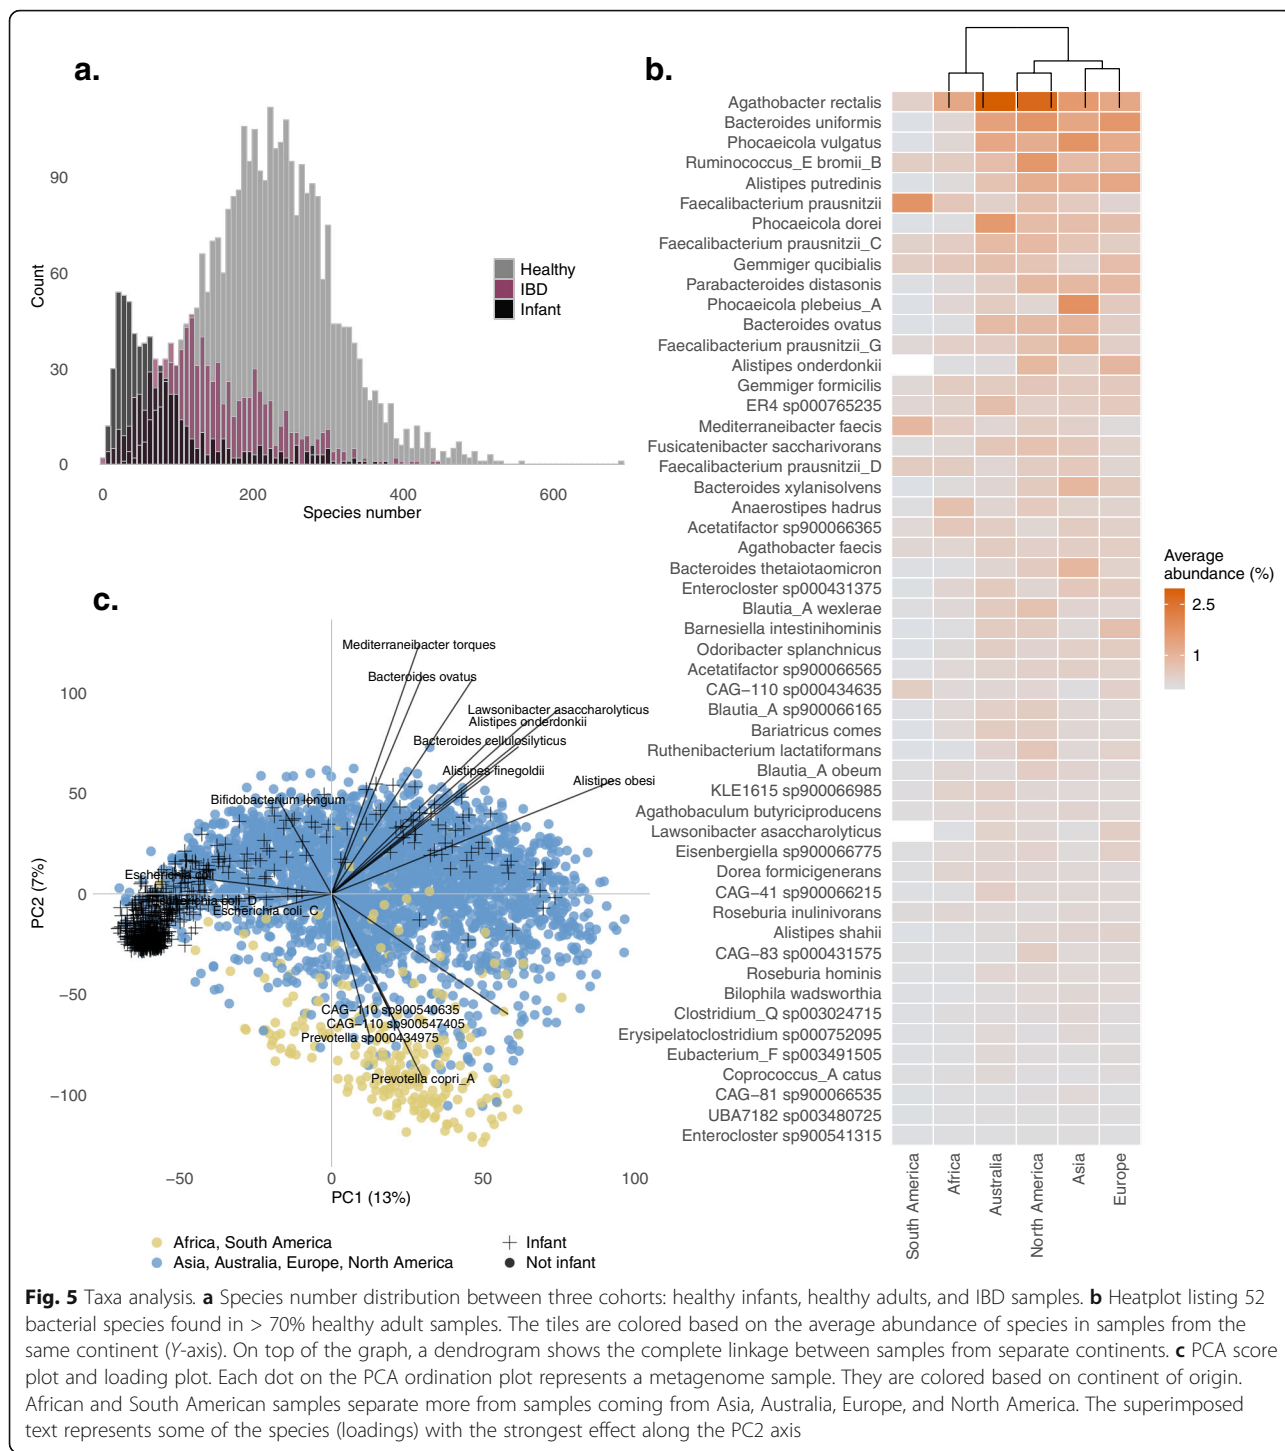 a.
Count
90
60
30
0
0
200
400
600
Species number
Healthy
IBD
Infant
b.
Agathobacter rectalis
Bacteroides uniformis
Phocaeicola vulgatus
Ruminococcus_E bromii_B
Alistipes putredinis
Faecalibacterium prausnitzii
Phocaeicola dorei
Faecalibacterium prausnitzii_C
Gemmiger qucibialis
Parabacteroides distasonis
Phocaeicola plebeius_A
Bacteroides ovatus
Faecalibacterium prausnitzii_G
Alistipes onderdonkii
Gemmiger formicilis
ER4 sp000765235
Mediterraneibacter faecis
Fusicatenibacter saccharivorans
Faecalibacterium prausnitzii_D
Bacteroides xylanisolvens
Anaerostipes hadrus
Acetatifactor sp900066365
Agathobacter faecis
Bacteroides thetaiotaomicron
Enterocloster sp000431375
Blautia_A wexlerae
Barnesiella intestinihominis
Odoribacter splanchnicus
Acetatifactor sp900066565
CAG−110 sp000434635
Blautia_A sp900066165
Bariatricus comes
Ruthenibacterium lactatiformans
Blautia_A obeum
KLE1615 sp900066985
Agathobaculum butyriciproducens
Lawsonibacter asaccharolyticus
Eisenbergiella sp900066775
Dorea formicigenerans
CAG−41 sp900066215
Roseburia inulinivorans
Alistipes shahii
CAG−83 sp000431575
Roseburia hominis
Bilophila wadsworthia
Clostridium_Q sp003024715
Erysipelatoclostridium sp000752095
Eubacterium_F sp003491505
Coprococcus_A catus
CAG−81 sp900066535
UBA7182 sp003480725
Enterocloster sp900541315
South America
Africa
Australia
North America
Asia
Europe
Average
abundance (%)
2.5
1
c.
PC2 (7%)
100
50
0
−50
−100
Mediterraneibacter torques
Bacteroides ovatus
Lawsonibacter asaccharolyticus
Alistipes onderdonkii
Bacteroides cellulosilyticus
Alistipes finegoldii
Alistipes obesi
Bifidobacterium longum
Escherichia coli
Escherichia coli_D
Escherichia coli_C
CAG−110 sp900540635
CAG−110 sp900547405
Prevotella sp000434975
Prevotella copri_A
−50
0
50
100
PC1 (13%)
Africa, South America
Asia, Australia, Europe, North America
Infant
Not infant
Fig. 5 Taxa analysis. a Species number distribution between three cohorts: healthy infants, healthy adults, and IBD samples. b Heatplot listing 52
bacterial species found in > 70% healthy adult samples. The tiles are colored based on the average abundance of species in samples from the
same continent (Y-axis). On top of the graph, a dendrogram shows the complete linkage between samples from separate continents. c PCA score
plot and loading plot. Each dot on the PCA ordination plot represents a metagenome sample. They are colored based on continent of origin.
African and South American samples separate more from samples coming from Asia, Australia, Europe, and North America. The superimposed
text represents some of the species (loadings) with the strongest effect along the PC2 axis